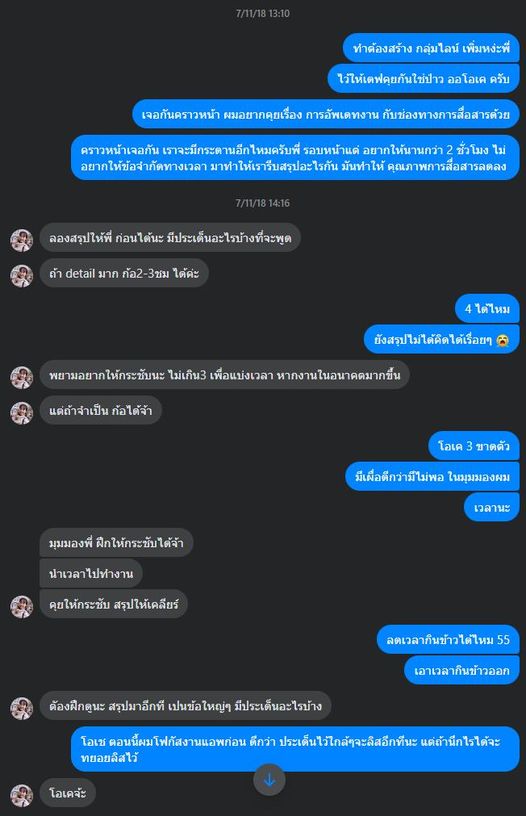 7/11/18 13:10
ทำต้องสร้าง กลุ่มไลน์ เพิ่มหง่ะพี่
ไว้ให้เดฟคุยกันใช่ป่าว ออโอเค ครับ
เจอกันคราวหน้า ผมอยากคุยเรื่อง การอัพเดทงาน กับช่องทางการสื่อสารด้วย
คราวหน้าเจอกัน เราจะมีกระดานอีกไหมครับพี่ รอบหน้าแด่ อยากให้นานกว่า 2 ชั่วโมง ไม่
อยากให้ข้อจำกัดทางเวลา มาทำให้เรารีบสรุปอะไรกัน มันทำให้ คุณภาพการสื่อสารลดลง
7/11/18 14:16
ลองสรุปให้พี่ ก่อนได้นะ มีประเด็นอะไรบ้างที่จะพูด
ถ้า detail มาก ก้อ2-3ชม ได้ค่ะ
4 ได้ไหม
ยังสรุปไม่ได้คิดได้เรื่อยๆ 😭
พยามอยากให้กระชับนะ ไม่เกิน3 เพื่อแบ่งเวลา หากงานในอนาคตมากขึ้น
แต่ถ้าจำเป็น ก้อได้จ้า
โอเค 3 ขาดตัว
มีเผื่อดีกว่ามีไม่พอ ในมุมมองผม
เวลานะ
มุมมองพี่ ฝึกให้กระชับได้จ้า
นำเวลาไปทำงาน
คุยให้กระชับ สรุปให้เคลียร์
ลดเวลากินข้าวได้ไหม 55
เอาเวลากินข้าวออก
ต้องฝึกดูนะ สรุปมาอีกที เปนข้อใหญ่ๆ มีประเด็นอะไรบ้าง
โอเช ตอนนี้ผมโฟกัสงานแอพก่อน ดีกว่า ประเด็นไว้ใกล้ๆจะลิสอีกทีนะ แต่ถ้านึกไรได้จะ
ทยอยลิสไว้
โอเคจ้ะ